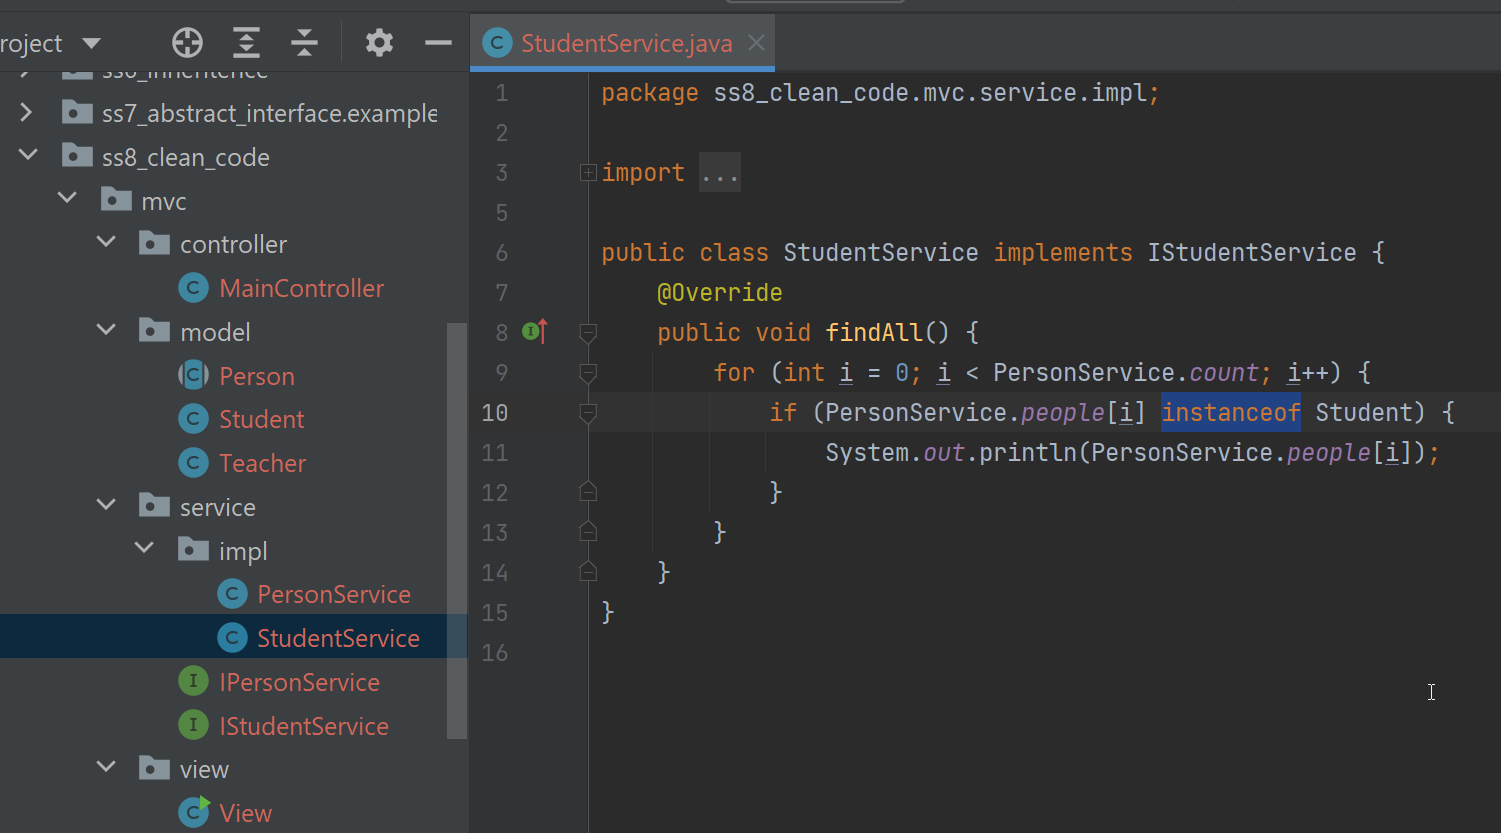 roject
ss6_inheritence
ss7_abstract_interface.example
ss8_clean_code
mvc
controller
MainController
model
Person
Student
Teacher
service
impl
PersonService
StudentService
IPersonService
IStudentService
view
View
StudentService.java
1 package ss8_clean_code.mvc.service.impl;
2
3 import ...
5
6 public class StudentService implements IStudentService {
7 @Override
8 public void findAll() {
9 for (int i = 0; i < PersonService.count; i++) {
10 if (PersonService.people[i] instanceof Student) {
11 System.out.println(PersonService.people[i]);
12 }
13 }
14 }
15 }
16